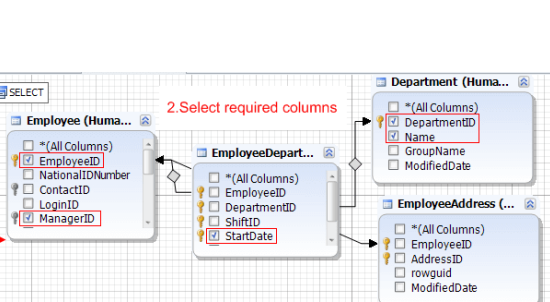 SELECT
2.Select required columns
Employee (Huma...
*(All Columns)
EmployeeID
NationalIDNumber
ContactID
LoginID
ManagerID
EmployeeDepart...
*(All Columns)
EmployeeID
DepartmentID
ShiftID
StartDate
Department (Huma...
*(All Columns)
DepartmentID
Name
GroupName
ModifiedDate
EmployeeAddress (...
*(All Columns)
EmployeeID
AddressID
rowguid
ModifiedDate